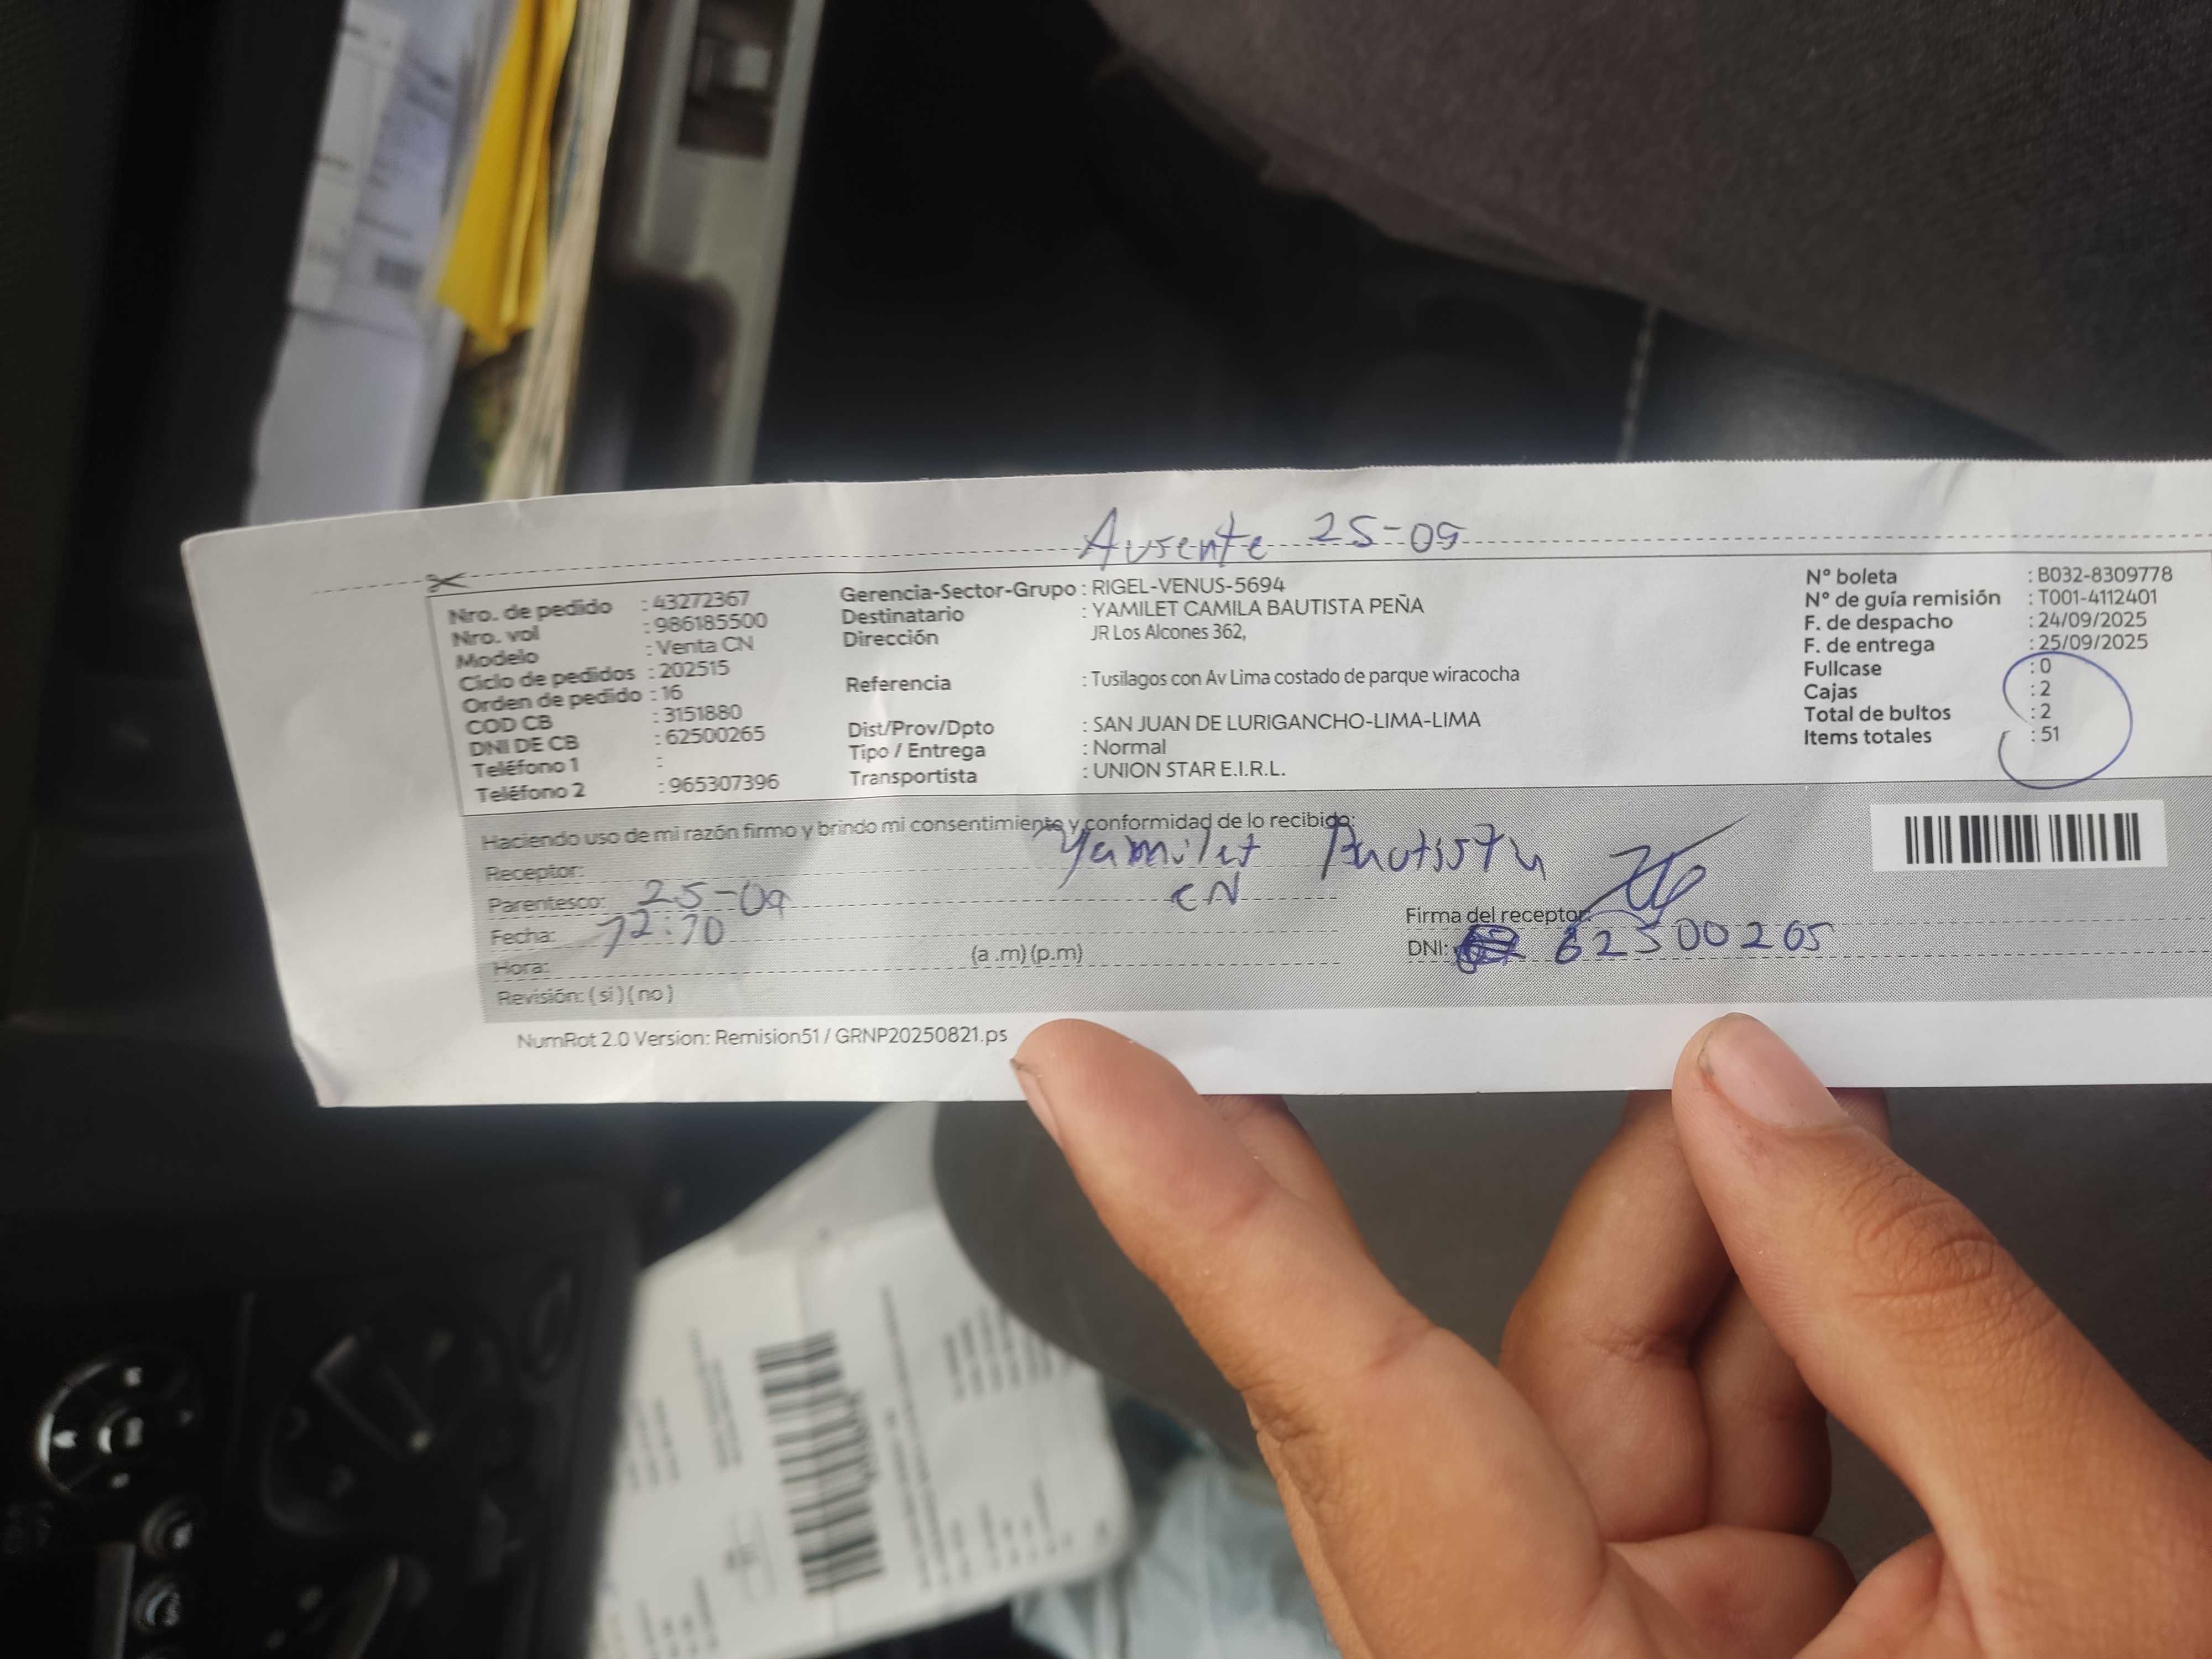 Ausente 25-09
Nro. de pedido : 43272367
Nro. vol : 986185500
Modelo : Venta CN
Ciclo de pedidos : 202515
Orden de pedido : 16
COD CB : 3151880
DNI DE CB : 62500265
Teléfono 1 :
Teléfono 2 : 965307396
Gerencia-Sector-Grupo : RIGEL-VENUS-5694
Destinatario : YAMILET CAMILA BAUTISTA PEÑA
Dirección JR Los Alcones 362,
Referencia : Tusilagos con Av Lima costado de parque wiracocha
Dist/Prov/Dpto : SAN JUAN DE LURIGANCHO-LIMA-LIMA
Tipo / Entrega : Normal
Transportista : UNION STAR E.I.R.L.
N° boleta : B032-8309778
N° de guía remisión : T001-4112401
F. de despacho : 24/09/2025
F. de entrega : 25/09/2025
Fullcase : 0
Cajas : 2
Total de bultos : 2
Items totales : 51
Haciendo uso de mi razón firmo y brindo mi consentimiento y conformidad de lo recibido:
Receptor: Yamilet Bautista
Parentesco: CN
Fecha: 25-09
Hora: 12:10 (a .m) (p.m)
Revisión: ( si ) ( no )
Firma del receptor:
DNI: 62500265
NumRot 2.0 Version: Remision51 / GRNP20250821.ps